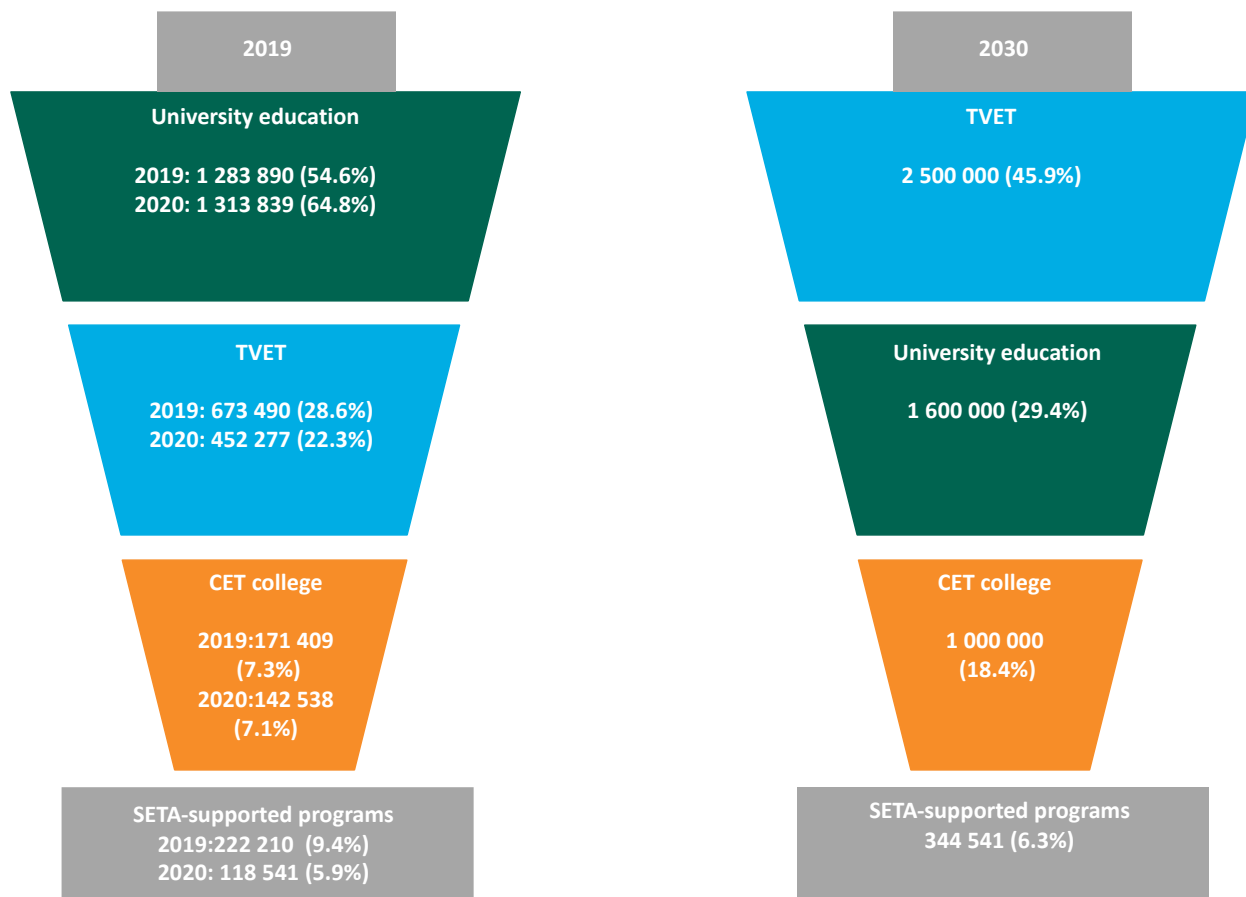 2019
University education
2019: 1 283 890 (54.6%)
2020: 1 313 839 (64.8%)
TVET
2019: 673 490 (28.6%)
2020: 452 277 (22.3%)
CET college
2019:171 409
(7.3%)
2020:142 538
(7.1%)
SETA-supported programs
2019:222 210 (9.4%)
2020: 118 541 (5.9%)
2030
TVET
2 500 000 (45.9%)
University education
1 600 000 (29.4%)
CET college
1 000 000
(18.4%)
SETA-supported programs
344 541 (6.3%)